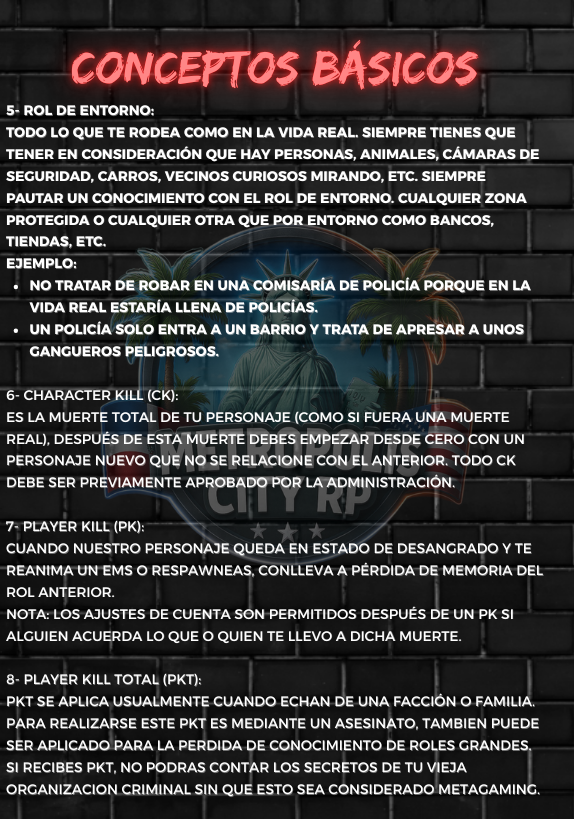 CONCEPTOS BÁSICOS
5- ROL DE ENTORNO:
TODO LO QUE TE RODEA COMO EN LA VIDA REAL. SIEMPRE TIENES QUE
TENER EN CONSIDERACIÓN QUE HAY PERSONAS, ANIMALES, CÁMARAS DE
SEGURIDAD, CARROS, VECINOS CURIOSOS MIRANDO, ETC. SIEMPRE
PAUTAR UN CONOCIMIENTO CON EL ROL DE ENTORNO. CUALQUIER ZONA
PROTEGIDA O CUALQUIER OTRA QUE POR ENTORNO COMO BANCOS,
TIENDAS, ETC.
EJEMPLO:
• NO TRATAR DE ROBAR EN UNA COMISARÍA DE POLICÍA PORQUE EN LA
VIDA REAL ESTARÍA LLENA DE POLICÍAS.
• UN POLICÍA SOLO ENTRA A UN BARRIO Y TRATA DE APRESAR A UNOS
GANGUEROS PELIGROSOS.
6- CHARACTER KILL (CK):
ES LA MUERTE TOTAL DE TU PERSONAJE (COMO SI FUERA UNA MUERTE
REAL), DESPUÉS DE ESTA MUERTE DEBES EMPEZAR DESDE CERO CON UN
PERSONAJE NUEVO QUE NO SE RELACIONE CON EL ANTERIOR. TODO CK
DEBE SER PREVIAMENTE APROBADO POR LA ADMINISTRACIÓN.
METROPOLIS
CITY RP
7- PLAYER KILL (PK):
CUANDO NUESTRO PERSONAJE QUEDA EN ESTADO DE DESANGRADO Y TE
REANIMA UN EMS O RESPAWNEAS, CONLLEVA A PÉRDIDA DE MEMORIA DEL
ROL ANTERIOR.
NOTA: LOS AJUSTES DE CUENTA SON PERMITIDOS DESPUÉS DE UN PK SI
ALGUIEN ACUERDA LO QUE O QUIEN TE LLEVO A DICHA MUERTE.
8- PLAYER KILL TOTAL (PKT):
PKT SE APLICA USUALMENTE CUANDO ECHAN DE UNA FACCIÓN O FAMILIA.
PARA REALIZARSE ESTE PKT ES MEDIANTE UN ASESINATO, TAMBIEN PUEDE
SER APLICADO PARA LA PERDIDA DE CONOCIMIENTO DE ROLES GRANDES.
SI RECIBES PKT, NO PODRAS CONTAR LOS SECRETOS DE TU VIEJA
ORGANIZACION CRIMINAL SIN QUE ESTO SEA CONSIDERADO METAGAMING.